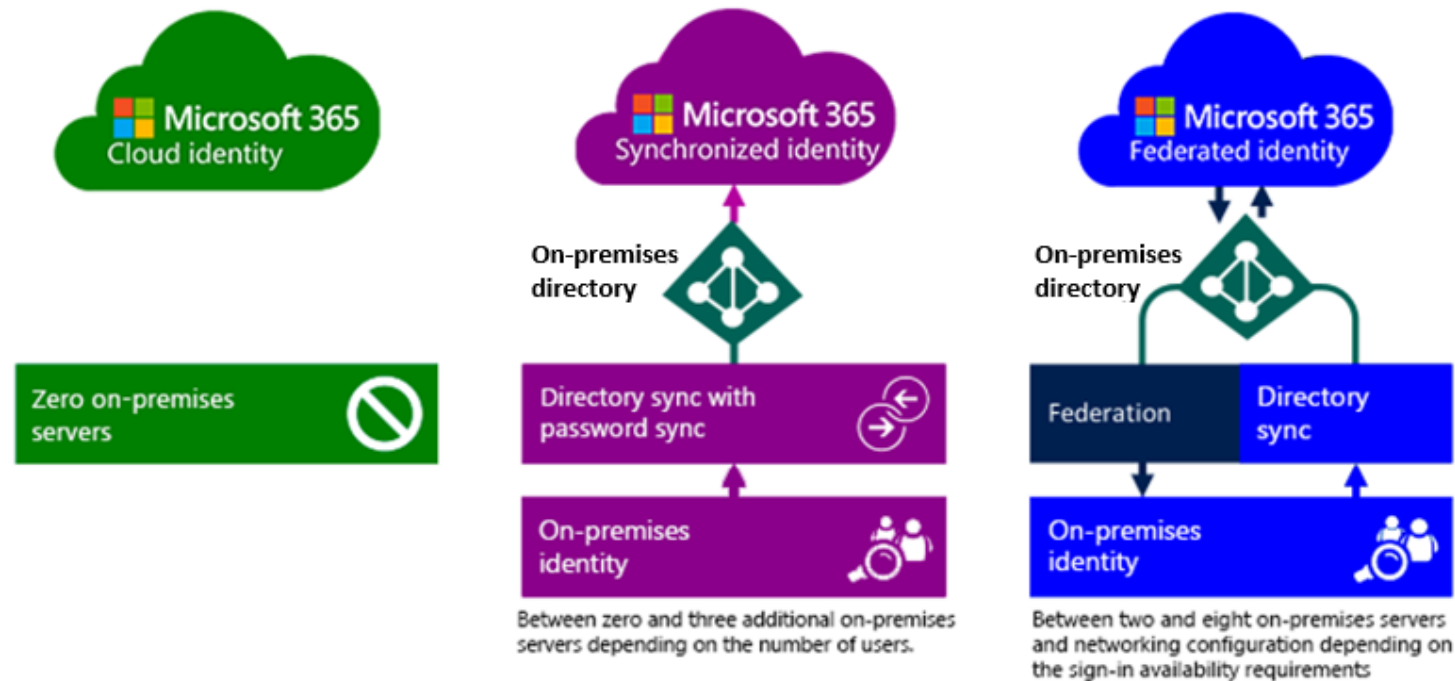 Microsoft 365
Cloud identity
Zero on-premises
servers
Microsoft 365
Synchronized identity
On-premises
directory
Directory sync with
password sync
On-premises
identity
Between zero and three additional on-premises
servers depending on the number of users.
Microsoft 365
Federated identity
On-premises
directory
Federation
Directory
sync
On-premises
identity
Between two and eight on-premises servers
and networking configuration depending on
the sign-in availability requirements